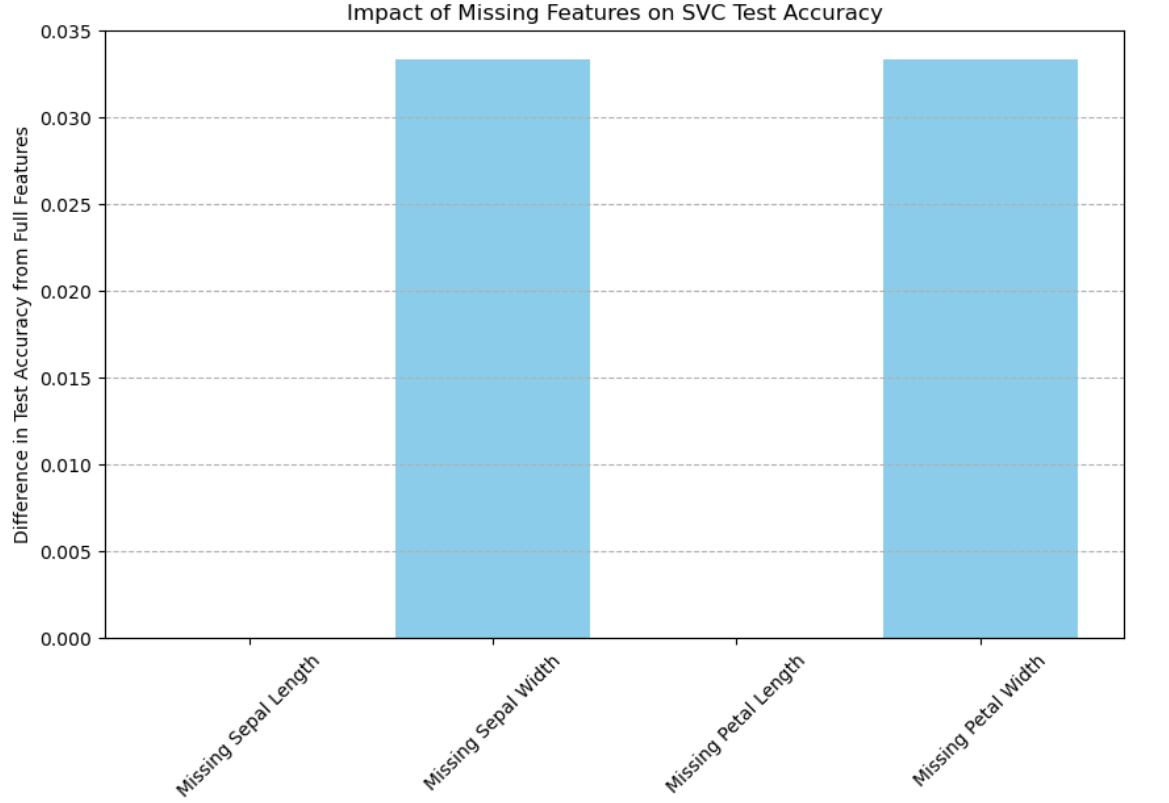 Impact of Missing Features on SVC Test Accuracy
Difference in Test Accuracy from Full Features
0.035
0.030
0.025
0.020
0.015
0.010
0.005
0.000
Missing Sepal Length
Missing Sepal Width
Missing Petal Length
Missing Petal Width